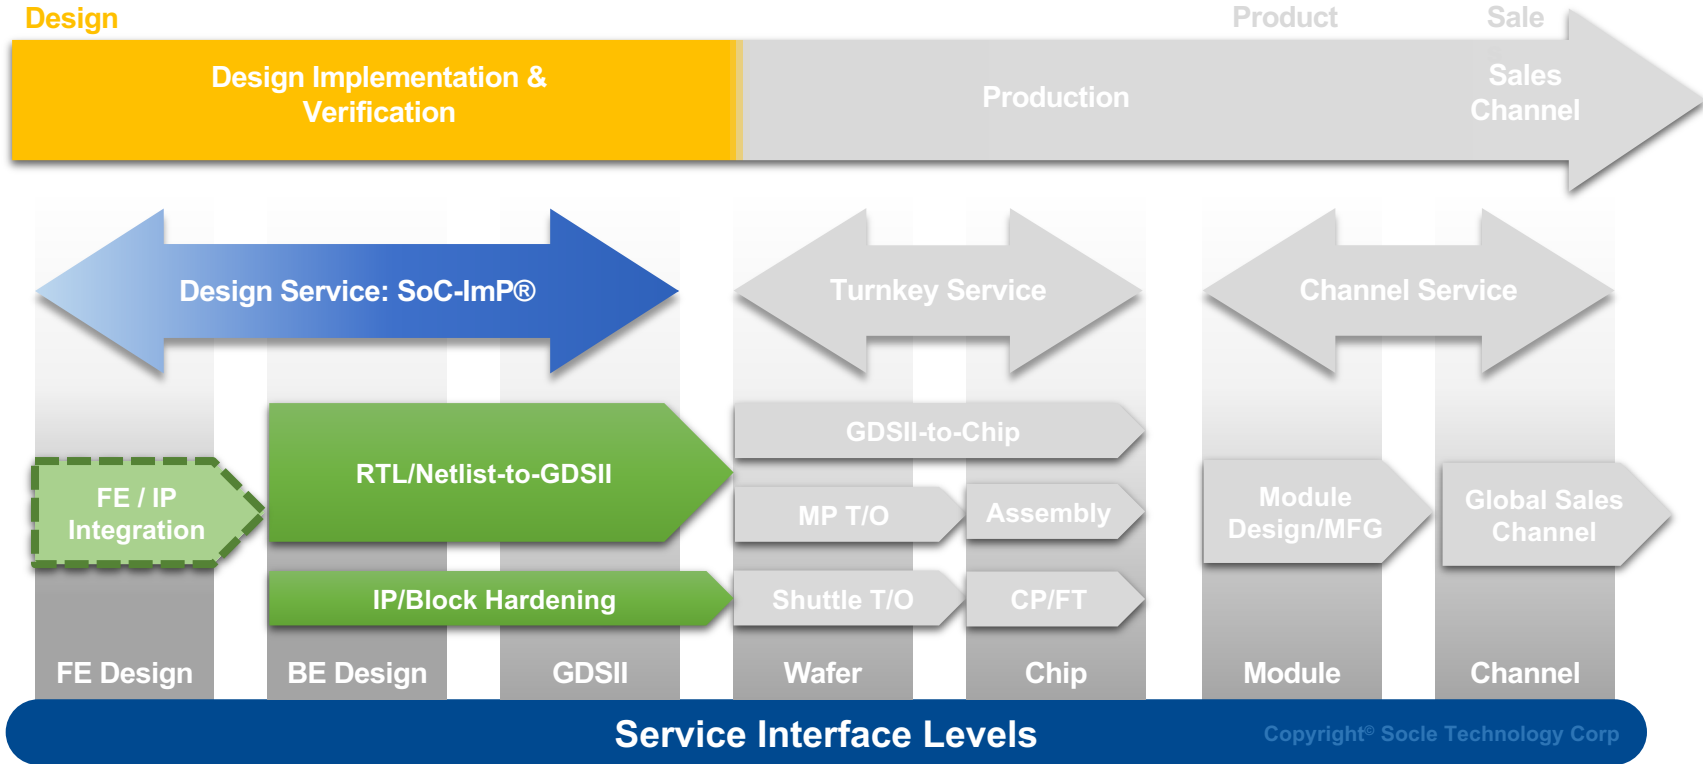 Design
Product
Sale
Design Implementation &
Verification
Production
Sales
Channel
Design Service: SoC-ImP®
Turnkey Service
Channel Service
RTL/Netlist-to-GDSII
GDSII-to-Chip
FE / IP
Integration
MP T/O
Assembly
Module
Design/MFG
Global Sales
Channel
IP/Block Hardening
Shuttle T/O
CP/FT
FE Design
BE Design
GDSII
Wafer
Chip
Module
Channel
Service Interface Levels
Copyright© Socle Technology Corp